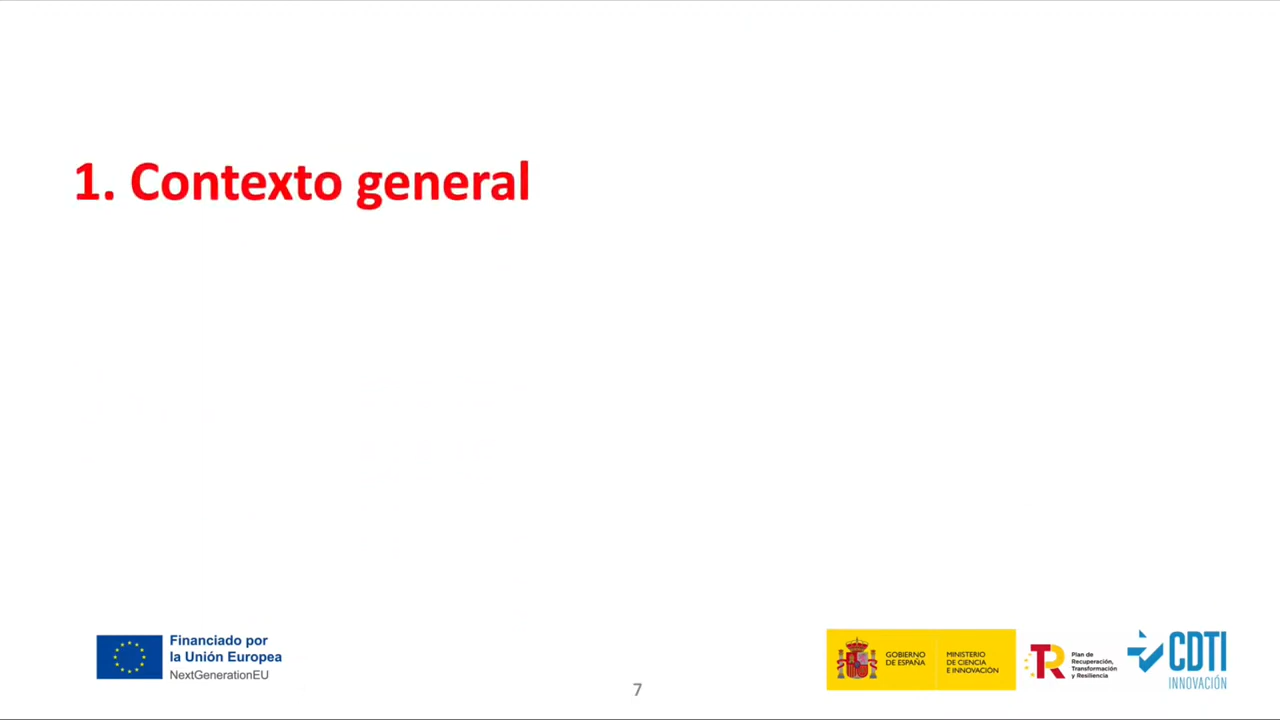 1. Contexto general
Financiado por
la Unión Europea
NextGenerationEU
7
GOBIERNO
DE ESPAÑA
MINISTERIO
DE CIENCIA
E INNOVACIÓN
TR
Plan de
Recuperación,
Transformación
y Resiliencia
CDTI
INNOVACIÓN